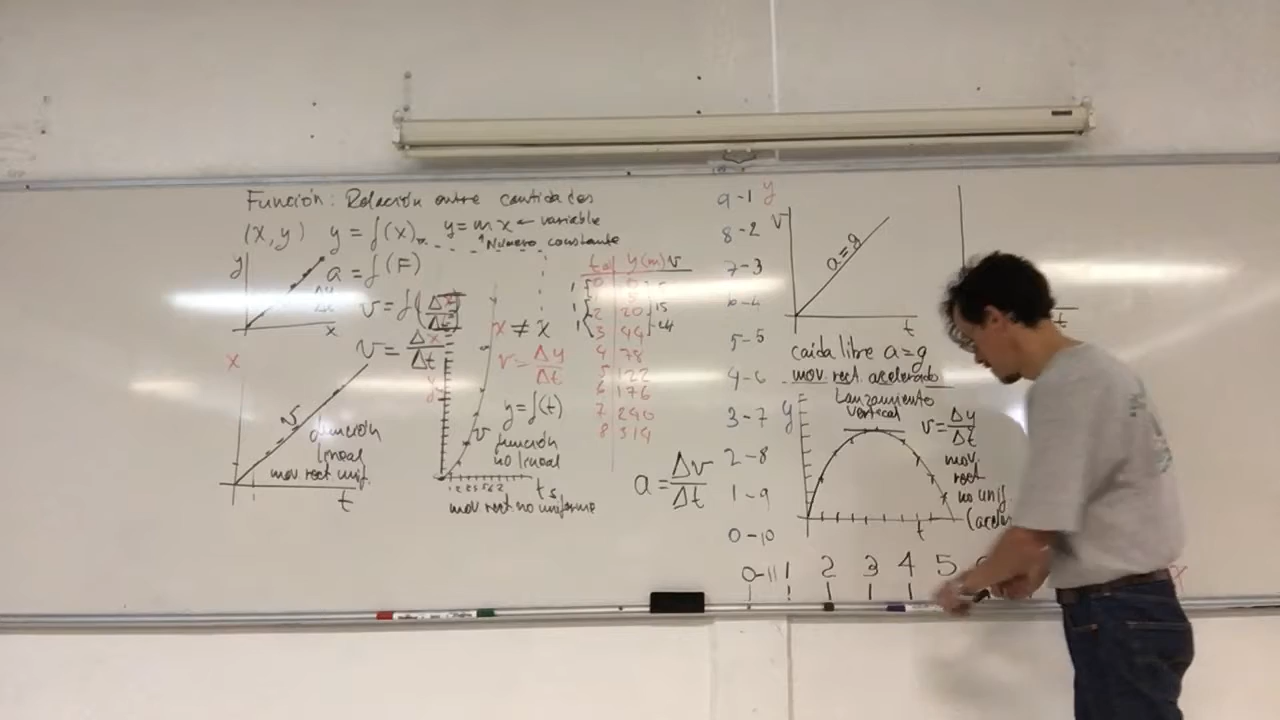 Función: Relación entre cantidades
(x, y) y = f(x)
y = m x ← variable
Número constante
y
x
a = f(F)
v = f(Δx/Δt)
v = Δx/Δt
x
v
función
lineal
mov rect unif.
t
x ≠ x
v = Δy/Δt
y = f(t)
v
función
no lineal
t s
mov rect. no uniforme
y (m) v
0
1
2 20 15
3 44 24
4 78
5 122
6 176
7 240
8 314
a = Δv/Δt
9-1
8-2
7-3
6-4
5-5
4-6
3-7
2-8
1-9
0-10
0-11
y
v
a=g
t
caída libre a=g
mov rect. acelerado
Lanzamiento
vertical
y
v = Δy/Δt
mov.
rect
no unif.
(aceler
t
t
1 2 3 4 5